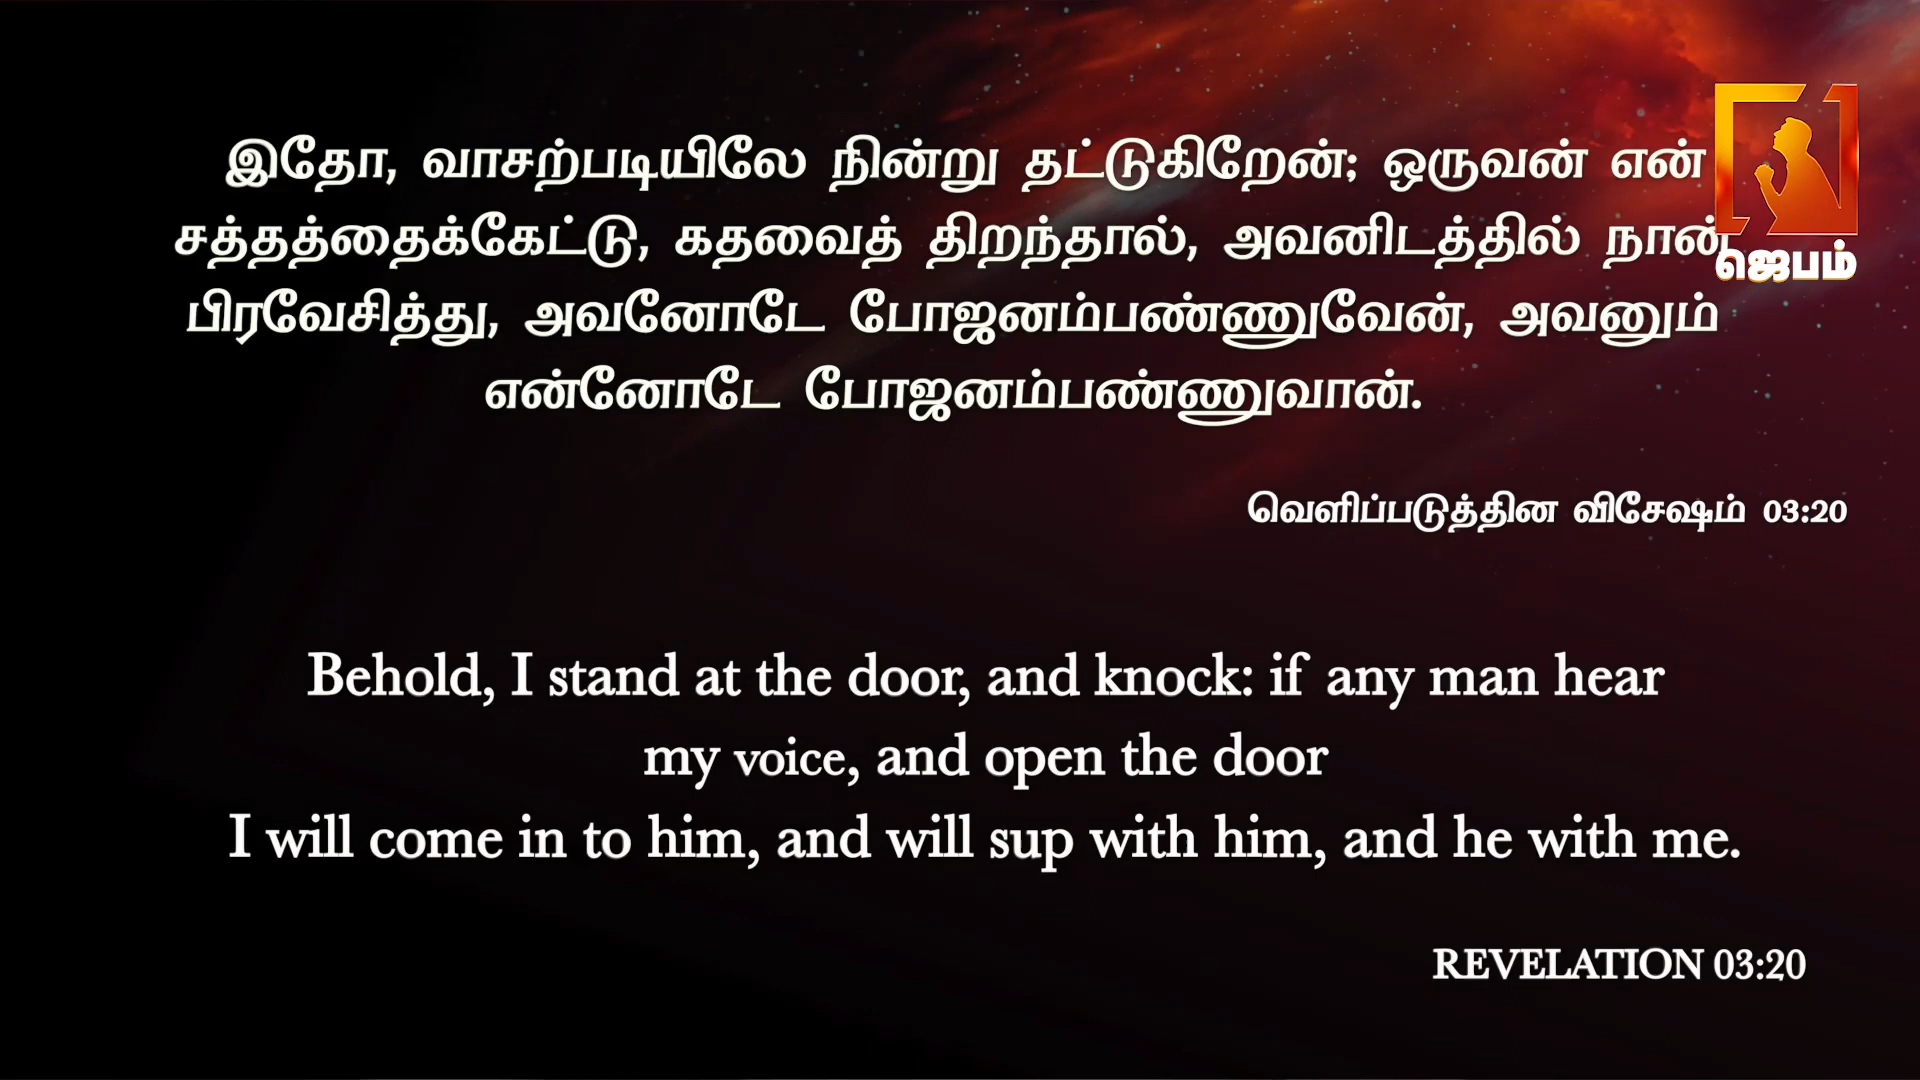 இதோ, வாசற்படியிலே நின்று தட்டுகிறேன்; ஒருவன் என்
சத்தத்தைக்கேட்டு, கதவைத் திறந்தால், அவனிடத்தில் நான்
பிரவேசித்து, அவனோடே போஜனம்பண்ணுவேன், அவனும்
என்னோடே போஜனம்பண்ணுவான்.
ஜெபம்
வெளிப்படுத்தின விசேஷம் 03:20
Behold, I stand at the door, and knock: if any man hear
my voice, and open the door
I will come in to him, and will sup with him, and he with me.
REVELATION 03:20